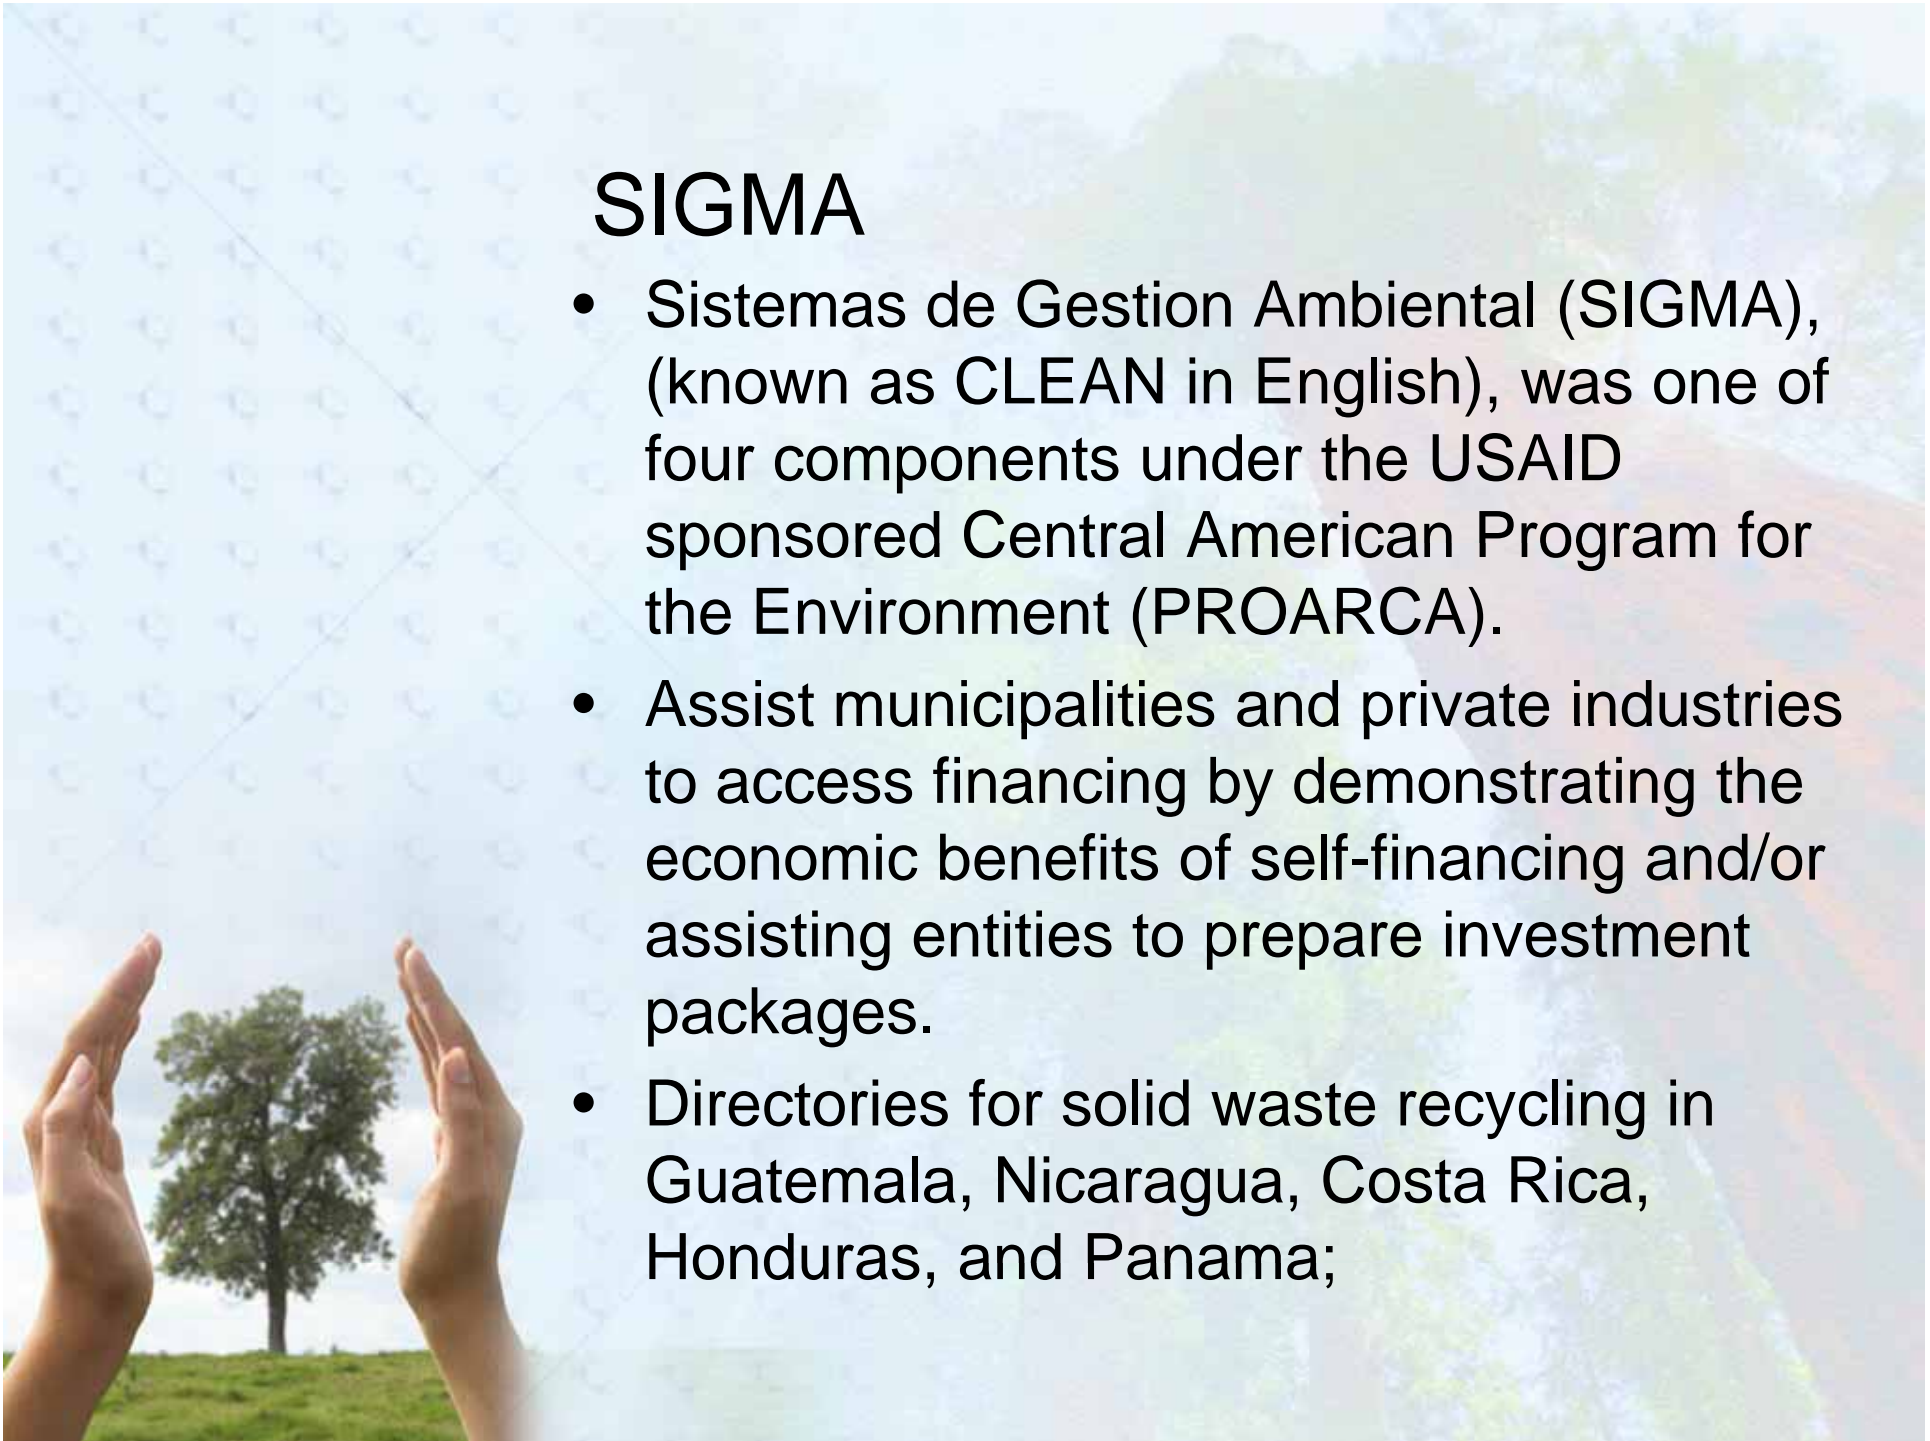 SIGMA
• Sistemas de Gestion Ambiental (SIGMA),
(known as CLEAN in English), was one of
four components under the USAID
sponsored Central American Program for
the Environment (PROARCA).
• Assist municipalities and private industries
to access financing by demonstrating the
economic benefits of self-financing and/or
assisting entities to prepare investment
packages.
• Directories for solid waste recycling in
Guatemala, Nicaragua, Costa Rica,
Honduras, and Panama;